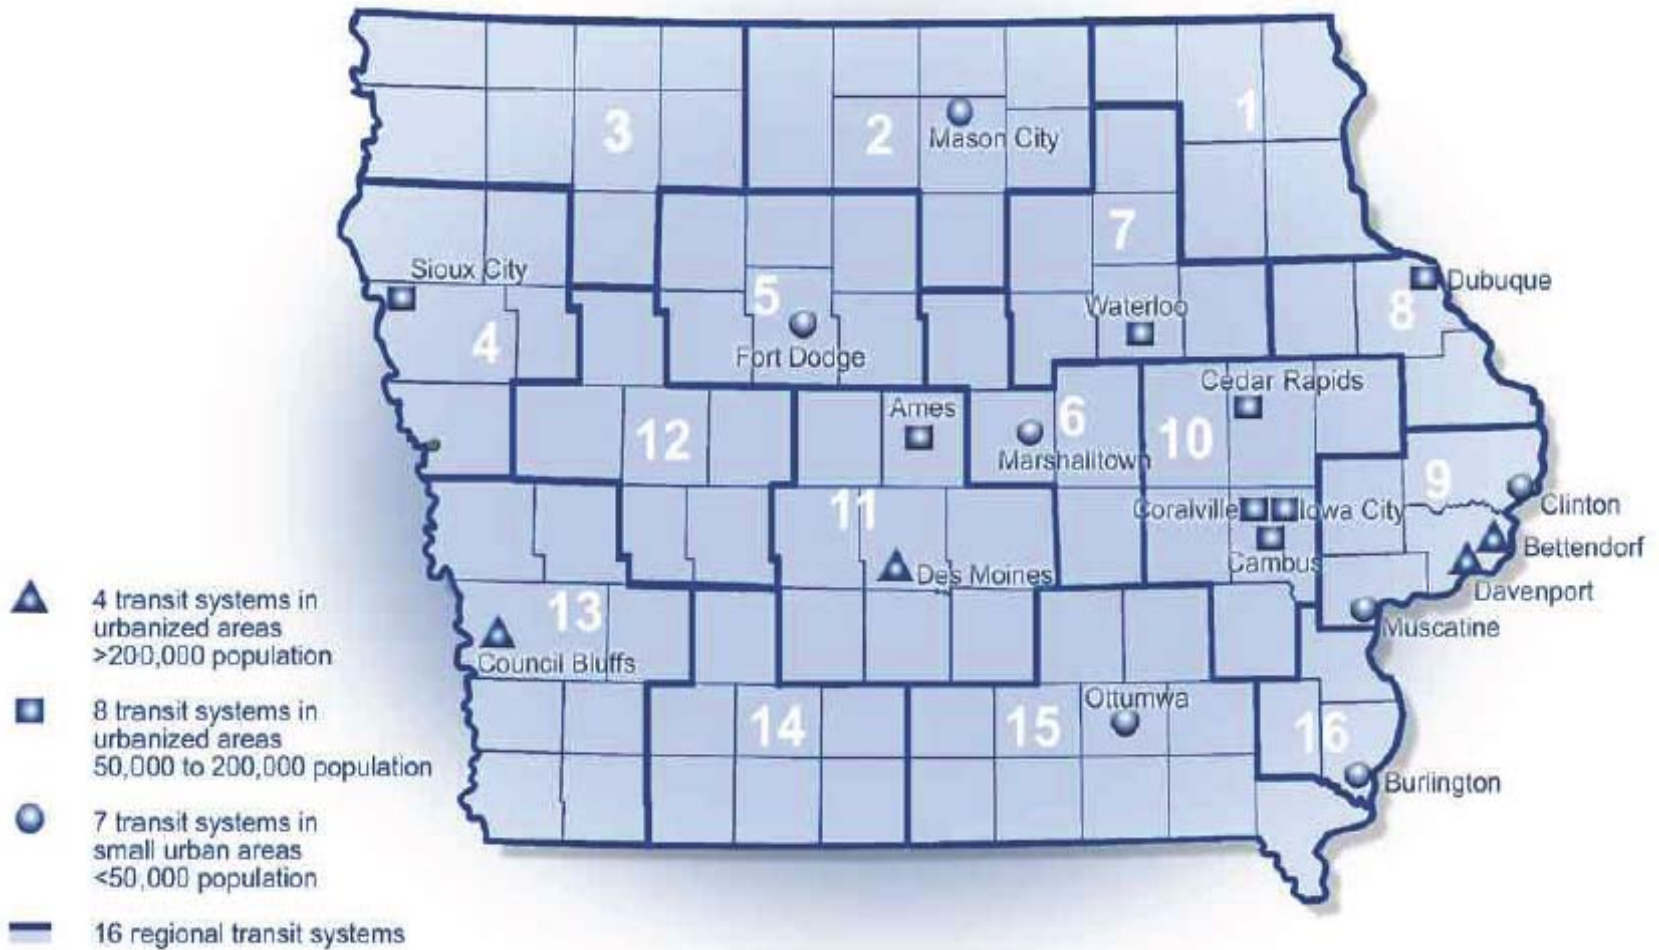 3
2
Mason City
1
7
Sioux City
Dubuque
5
8
Waterloo
4
Fort Dodge
Cedar Rapids
Ames
6
12
10
Marshalltown
9
11
Coralville
Iowa City
Clinton
Cambus
Bettendorf
Des Moines
Davenport
13
Muscatine
Council Bluffs
Ottumwa
14
15
16
Burlington
4 transit systems in
urbanized areas
>200,000 population
8 transit systems in
urbanized areas
50,000 to 200,000 population
7 transit systems in
small urban areas
<50,000 population
16 regional transit systems